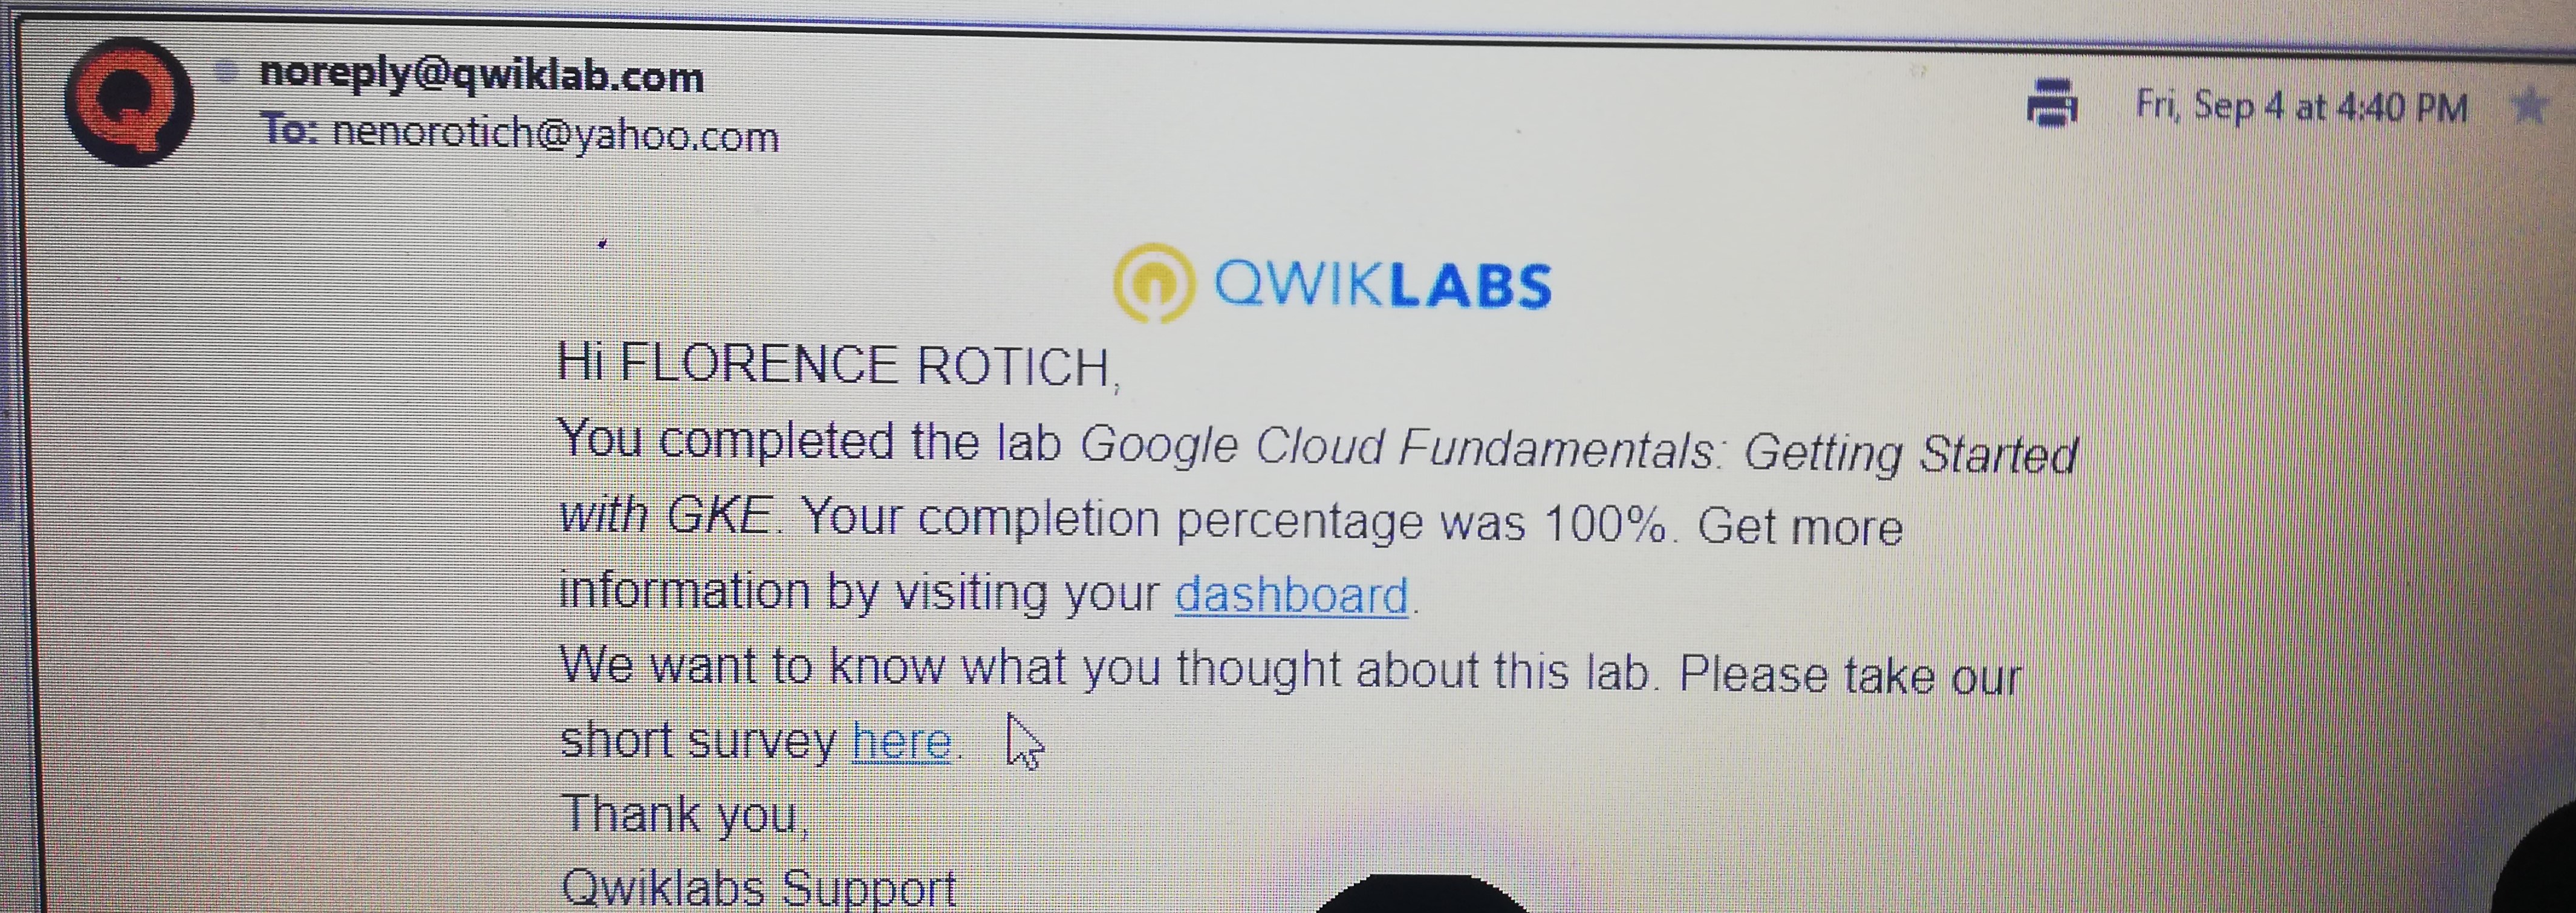 noreply@qwiklab.com
To: nenorotich@yahoo.com
Fri, Sep 4 at 4:40 PM
QWIKLABS
Hi FLORENCE ROTICH,
You completed the lab Google Cloud Fundamentals: Getting Started
with GKE. Your completion percentage was 100%. Get more
information by visiting your dashboard.
We want to know what you thought about this lab. Please take our
short survey here.
Thank you,
Qwiklabs Support